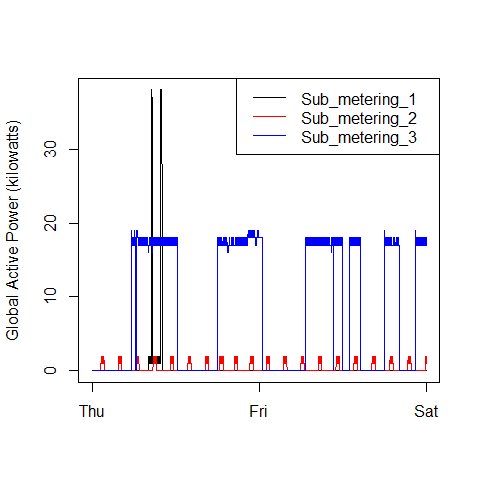 Sub_metering_1
Sub_metering_2
Sub_metering_3
Global Active Power (kilowatts)
30
20
10
0
Thu Fri Sat